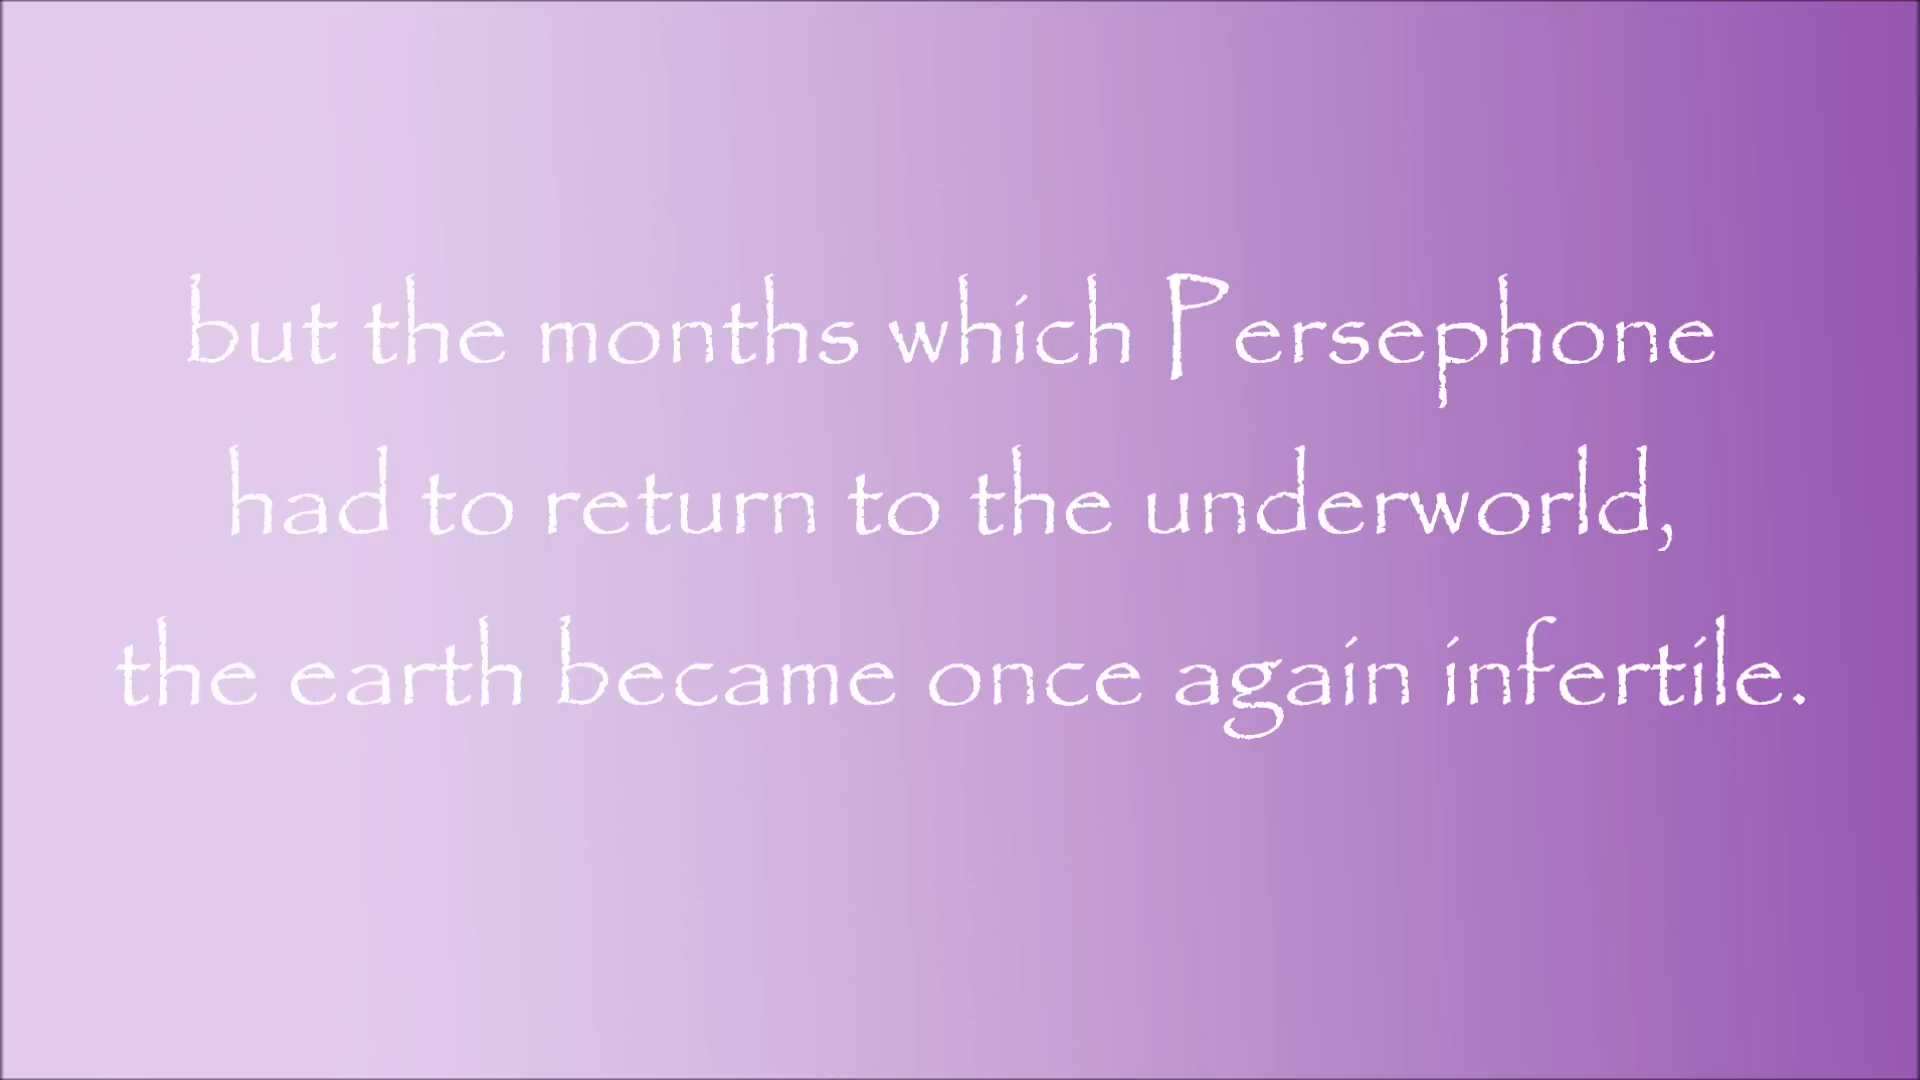 but the months which Persephone
had to return to the underworld,
the earth became once again infertile.